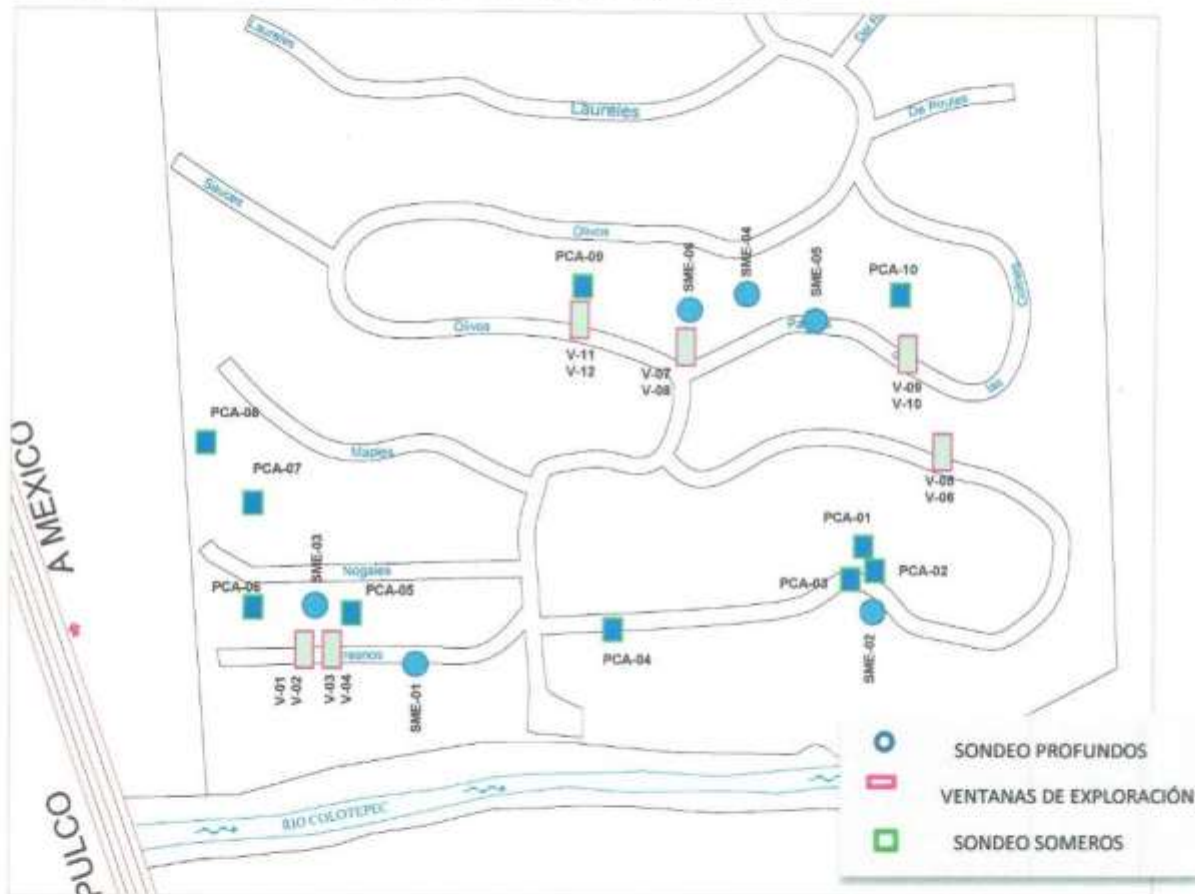 Laureles
Laureles
De Pirules
Sauces
Olivos
SME-06
SME-04
SME-05
PCA-09
PCA-10
Olivos
V-11
V-12
V-07
V-08
V-09
V-10
PCA-08
Maples
PCA-07
V-05
V-06
A MEXICO
PCA-01
PCA-02
PCA-03
SME-03
Nogales
PCA-06
PCA-05
PCA-04
SME-02
V-01
V-02
V-03
V-04
SME-01
RIO COLOTEPEC
PULCO
SONDEO PROFUNDOS
VENTANAS DE EXPLORACIÓN
SONDEO SOMEROS